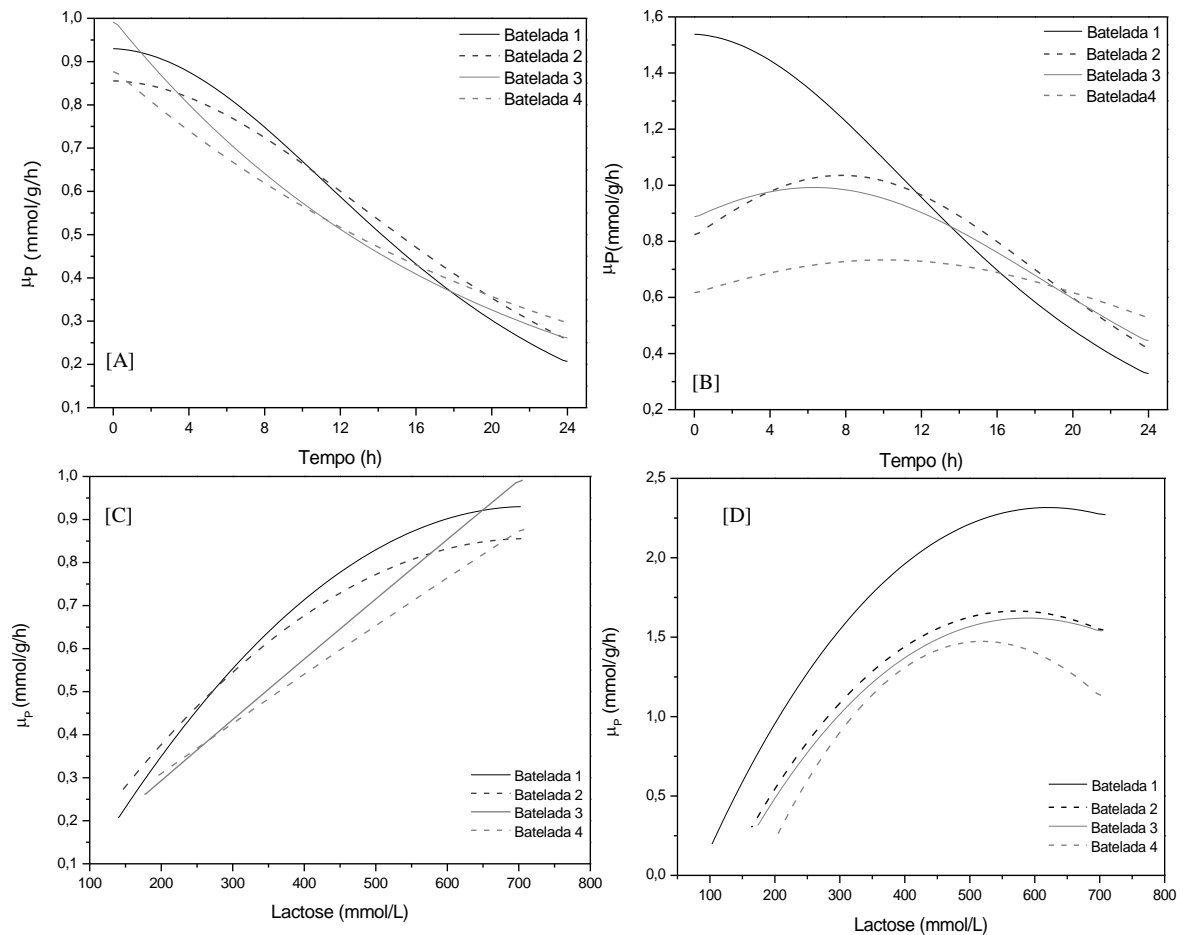 1,0
0,9
0,8
0,7
0,6
0,5
0,4
0,3
0,2
0,1
μP (mmol/g/h)
Batelada 1
Batelada 2
Batelada 3
Batelada 4
[A]
0 4 8 12 16 20 24
Tempo (h)
1,6
1,4
1,2
1,0
0,8
0,6
0,4
0,2
μP(mmol/g/h)
Batelada 1
Batelada 2
Batelada 3
Batelada4
[B]
0 4 8 12 16 20 24
Tempo (h)
1,0
0,9
0,8
0,7
0,6
0,5
0,4
0,3
0,2
0,1
μP (mmol/g/h)
[C]
Batelada 1
Batelada 2
Batelada 3
Batelada 4
100 200 300 400 500 600 700 800
Lactose (mmol/L)
2,5
2,0
1,5
1,0
0,5
0,0
μP (mmol/g/h)
[D]
Batelada 1
Batelada 2
Batelada 3
Batelada 4
100 200 300 400 500 600 700 800
Lactose (mmol/L)